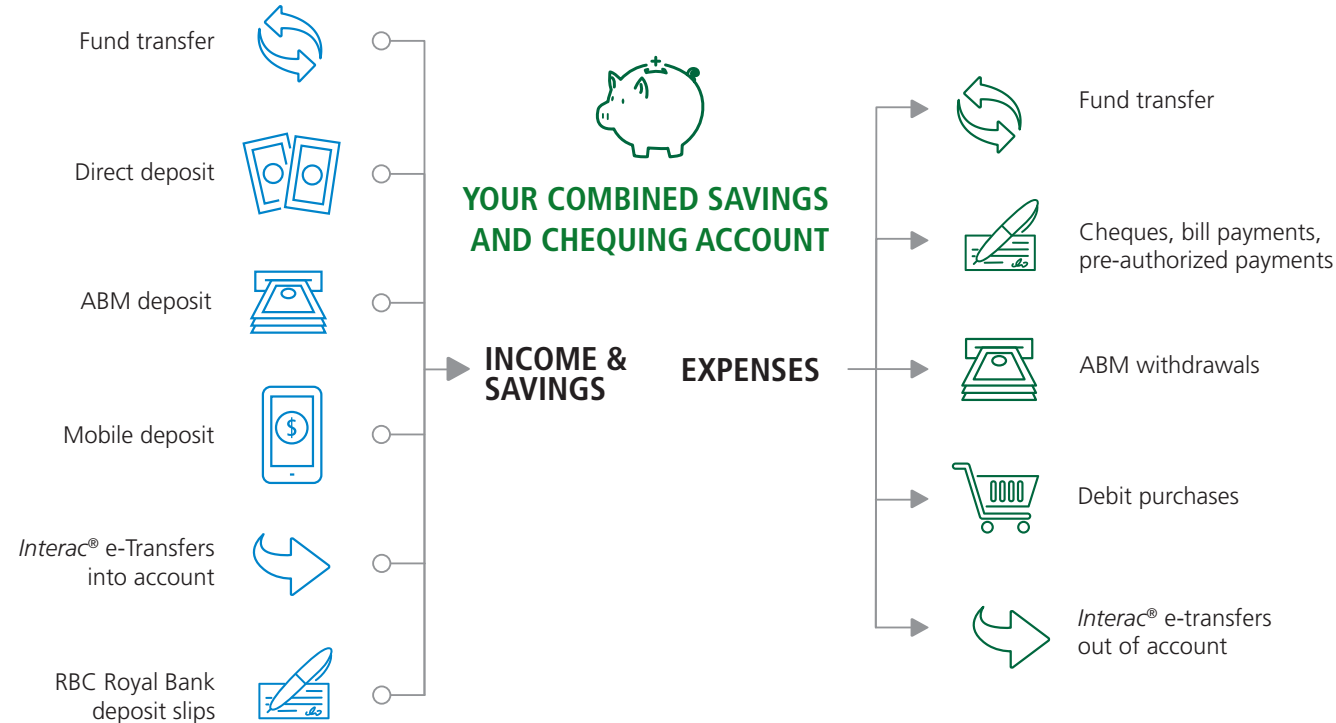 Fund transfer
Direct deposit
ABM deposit
Mobile deposit
$
Interac® e-Transfers
into account
RBC Royal Bank
deposit slips
YOUR COMBINED SAVINGS
AND CHEQUING ACCOUNT
INCOME &
SAVINGS
EXPENSES
Fund transfer
Cheques, bill payments,
pre-authorized payments
ABM withdrawals
Debit purchases
Interac® e-transfers
out of account